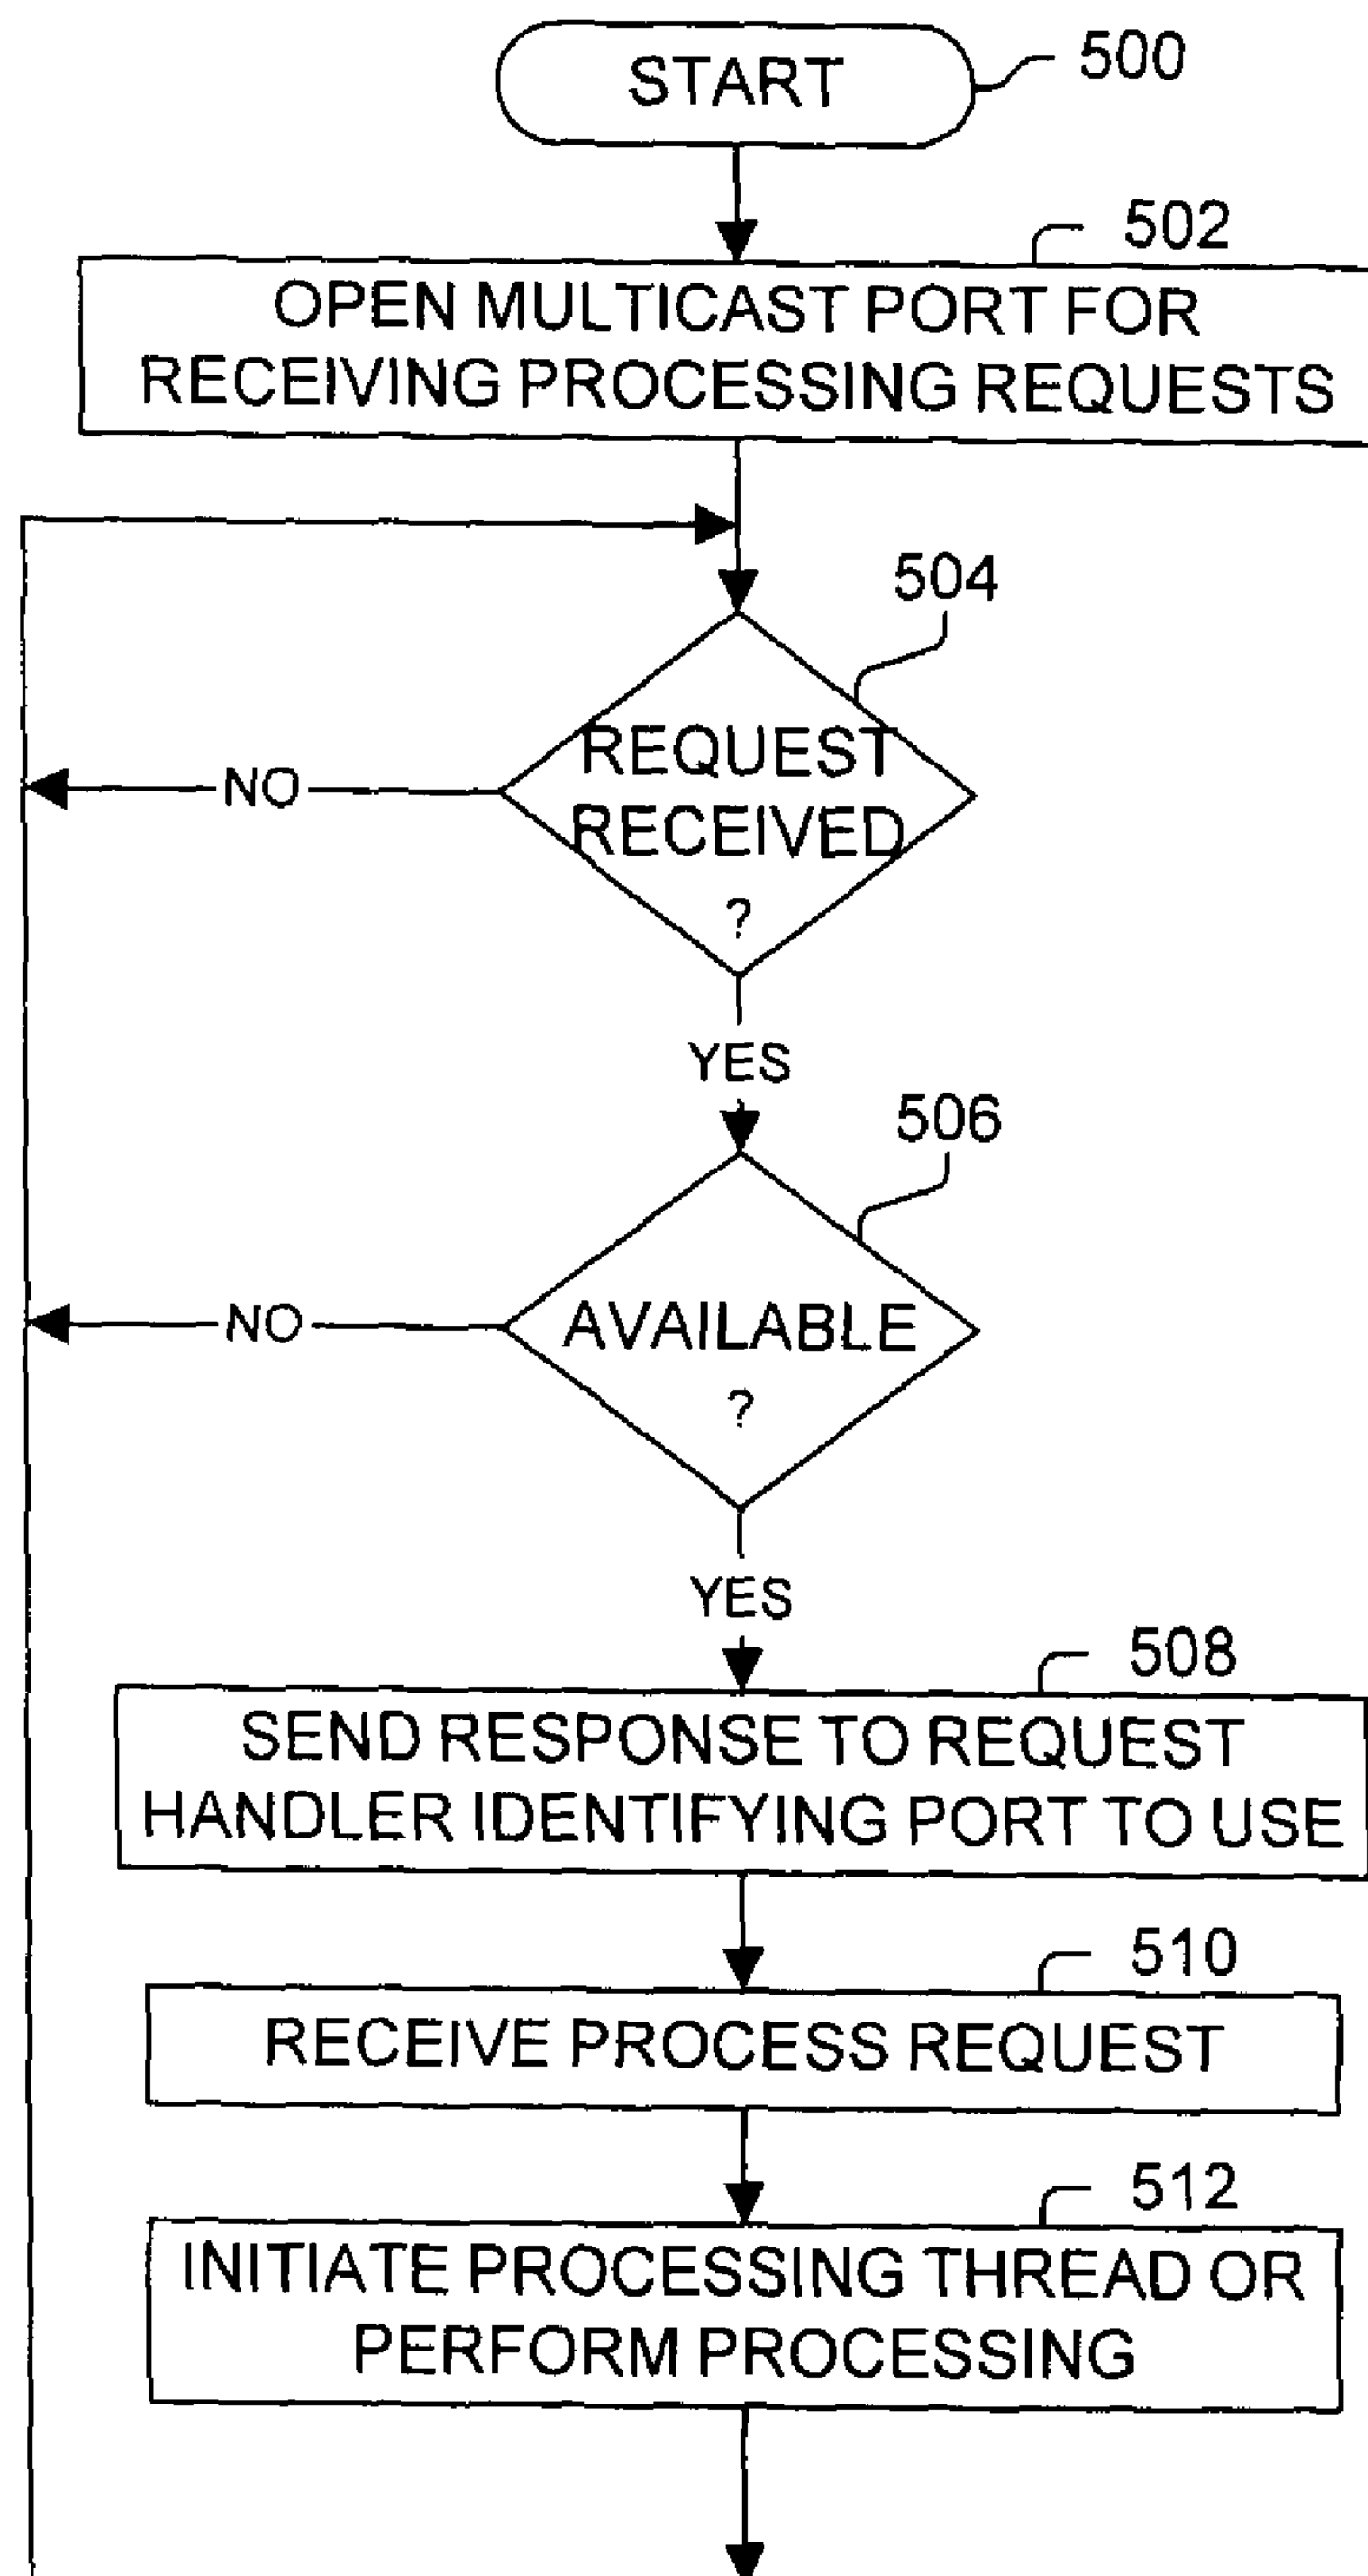 START
500
502
OPEN MULTICAST PORT FOR
RECEIVING PROCESSING REQUESTS
504
REQUEST
RECEIVED
?
NO
YES
506
AVAILABLE
?
NO
YES
508
SEND RESPONSE TO REQUEST
HANDLER IDENTIFYING PORT TO USE
510
RECEIVE PROCESS REQUEST
512
INITIATE PROCESSING THREAD OR
PERFORM PROCESSING